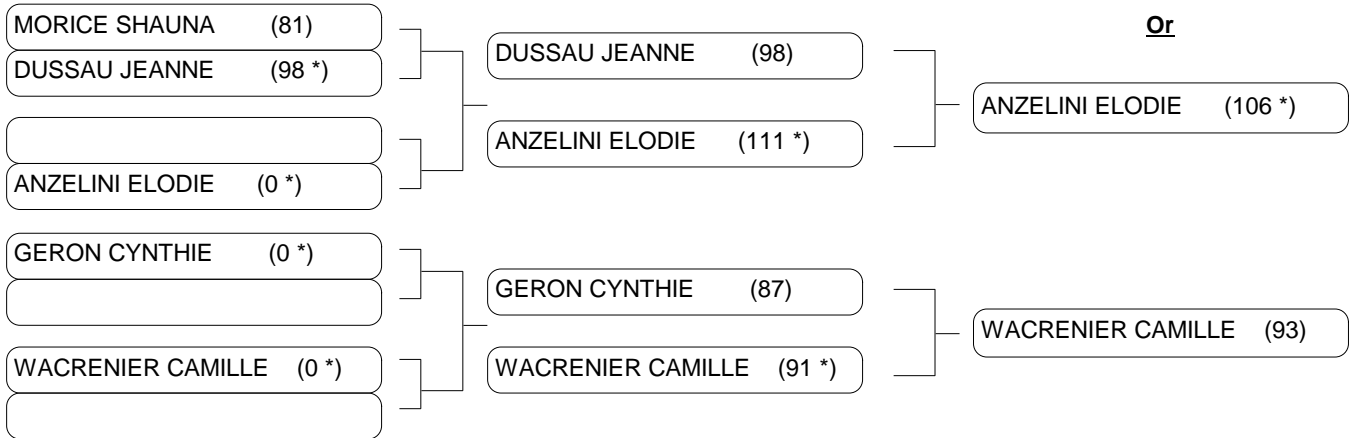 MORICE SHAUNA (81)
DUSSAU JEANNE (98 *)
ANZELINI ELODIE (0 *)
GERON CYNTHIE (0 *)
WACRENIER CAMILLE (0 *)
DUSSAU JEANNE (98)
ANZELINI ELODIE (111 *)
GERON CYNTHIE (87)
WACRENIER CAMILLE (91 *)
Or
ANZELINI ELODIE (106 *)
WACRENIER CAMILLE (93)